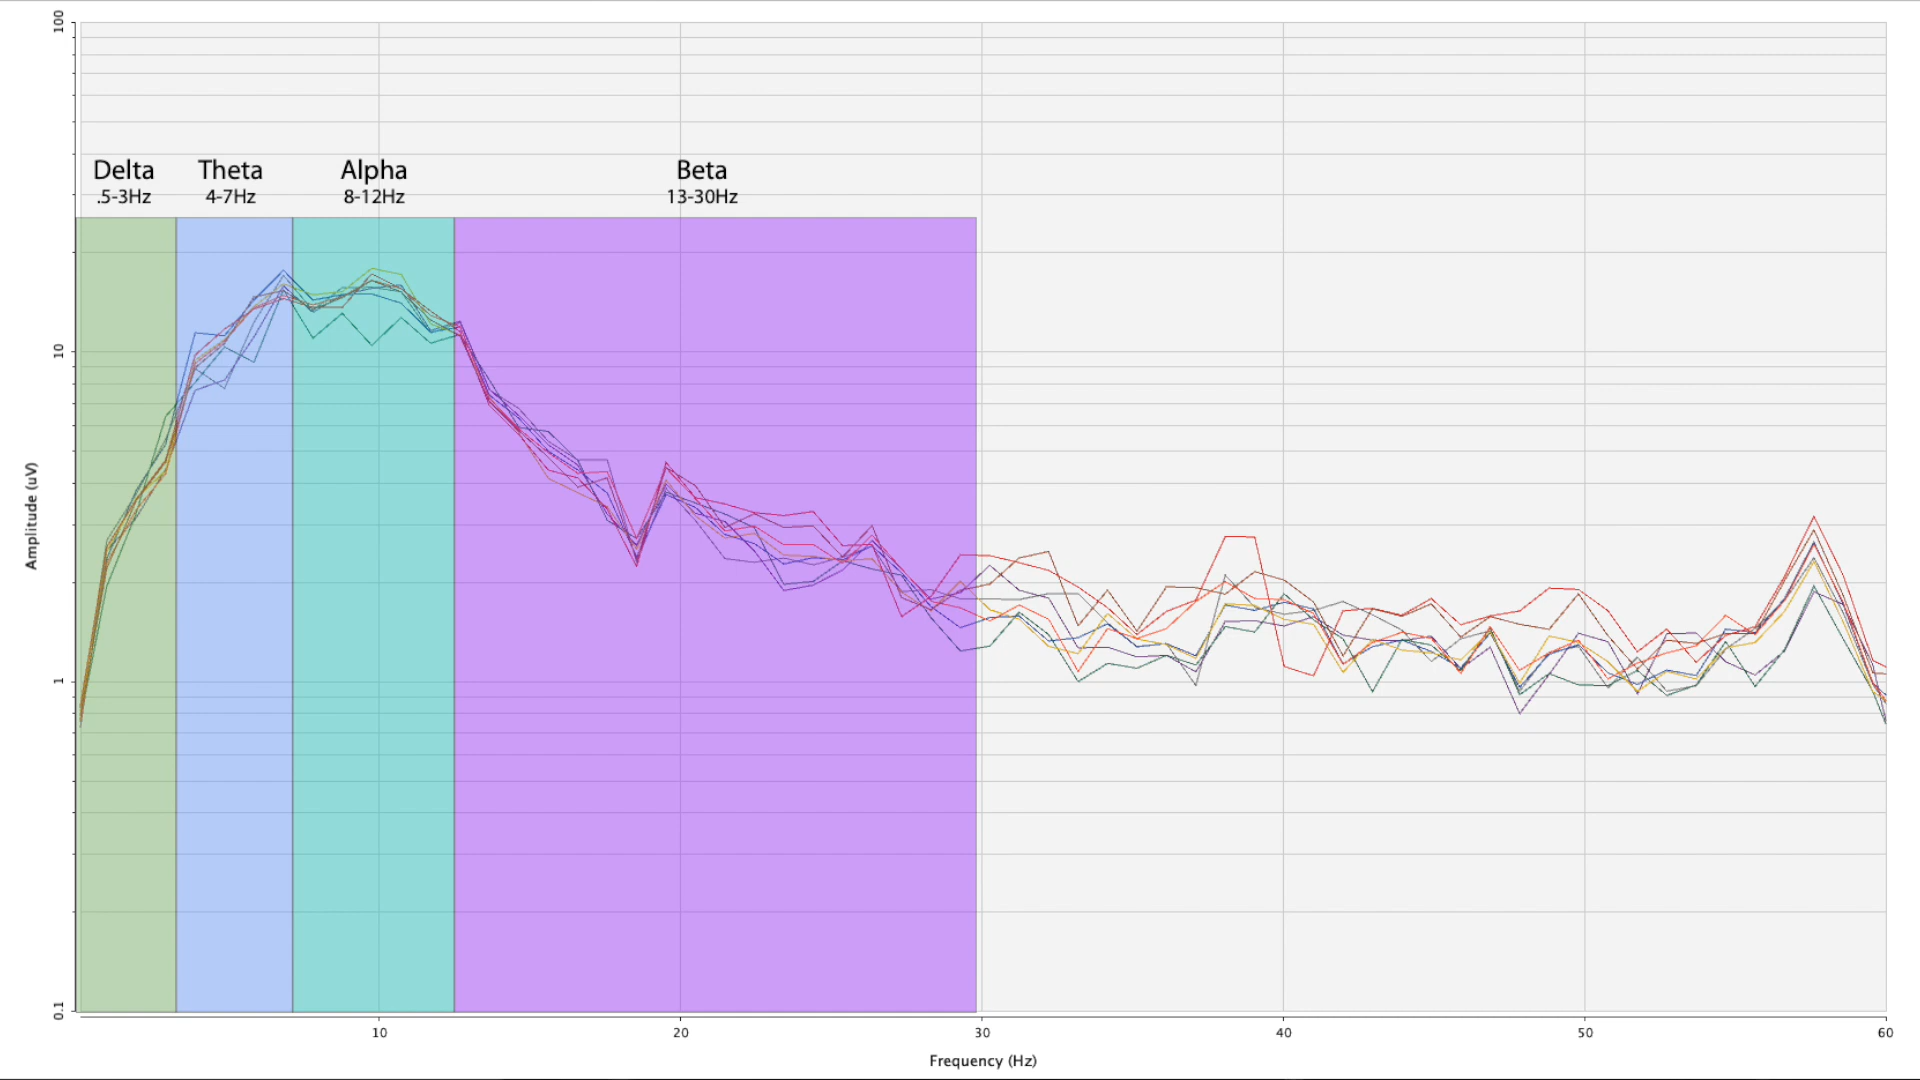 100
Delta
Theta
Alpha
Beta
.5-3Hz
4-7Hz
8-12Hz
13-30Hz
10
Amplitude (uV)
1
0.1
10
20
30
40
50
60
Frequency (Hz)